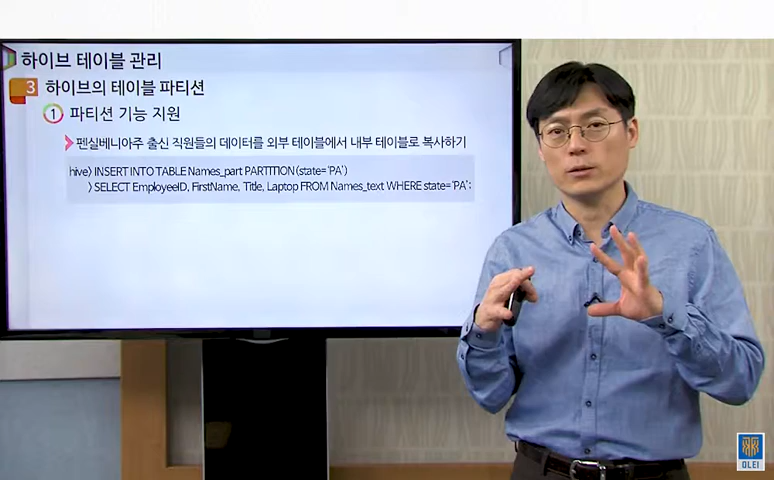 하이브 테이블 관리
3 하이브의 테이블 파티션
1 파티션 기능 지원
펜실베니아주 출신 직원들의 데이터를 외부 테이블에서 내부 테이블로 복사하기
hive> INSERT INTO TABLE Names_part PARTITION(state='PA')
> SELECT EmployeeID, FirstName, Title, Laptop FROM Names_text WHERE state='PA';
OLEI